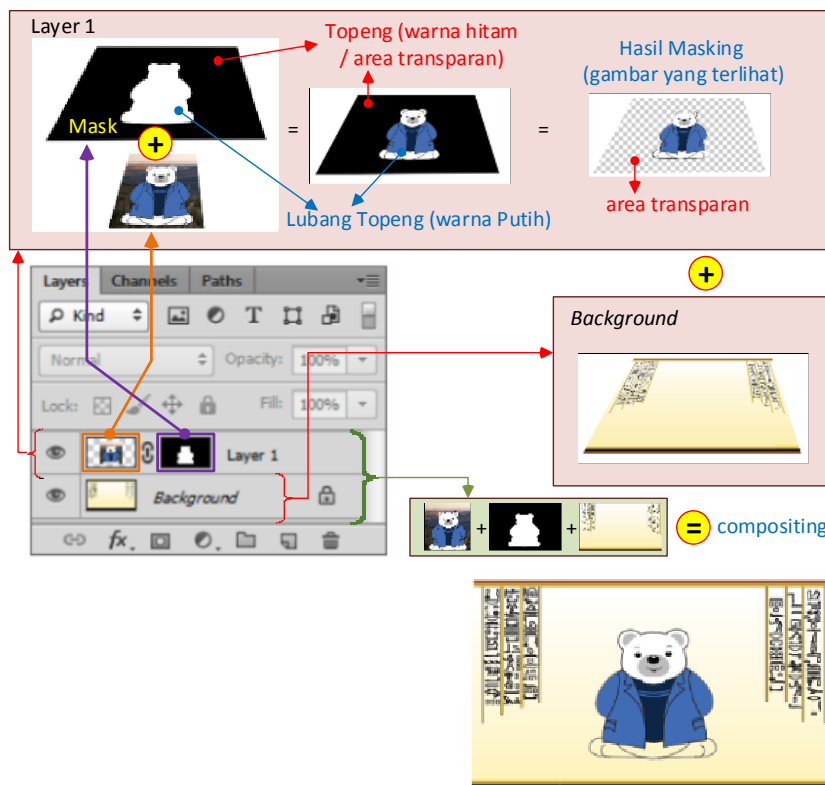 Layer 1
Topeng (warna hitam
/ area transparan)
Hasil Masking
(gambar yang terlihat)
Mask
+
=
=
Lubang Topeng (warna Putih)
area transparan
+
Layers
Channels
Paths
Kind
T
Normal
Opacity:
100%
Lock:
Fill:
100%
Layer 1
Background
fx
Background
+
+
=
compositing